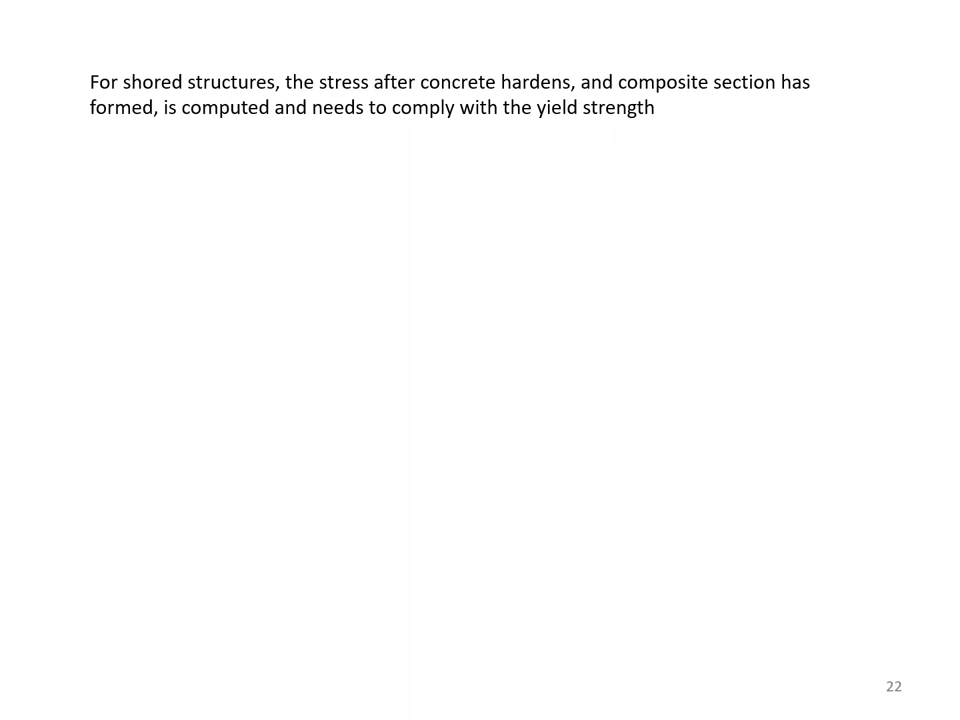 For shored structures, the stress after concrete hardens, and composite section has
formed, is computed and needs to comply with the yield strength
22